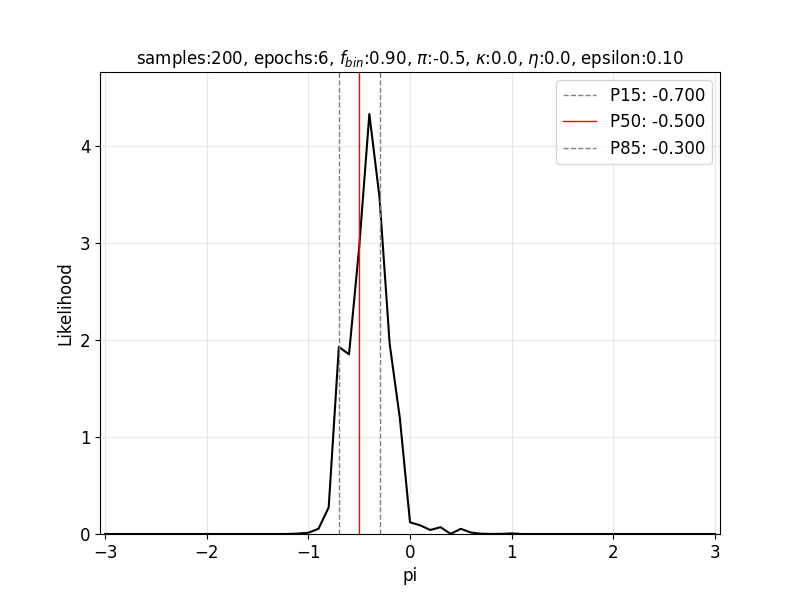 samples:200, epochs:6, f_bin:0.90, π:-0.5, κ:0.0, η:0.0, epsilon:0.10
P15: -0.700
P50: -0.500
P85: -0.300
Likelihood
4
3
2
1
0
−3 −2 −1 0 1 2 3
pi